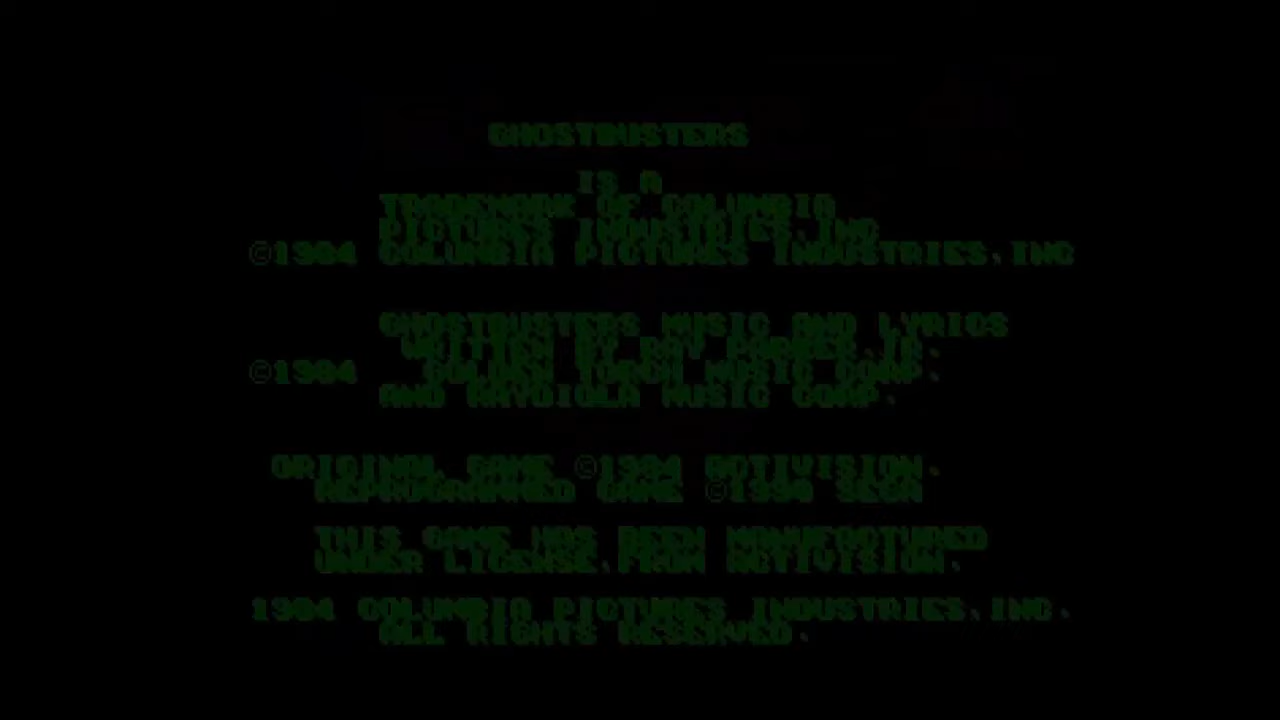 GHOSTBUSTERS
IS A
TRADEMARK OF COLUMBIA
PICTURES INDUSTRIES,INC
©1984 COLUMBIA PICTURES INDUSTRIES,INC
GHOSTBUSTERS MUSIC AND LYRICS
WRITTEN BY RAY PARKER,JR.
©1984 GOLDEN TORCH MUSIC CORP.
AND RAYDIOLA MUSIC CORP.
ORIGINAL GAME ©1984 ACTIVISION.
REPROGRAMMED GAME ©1984 SEGA
THIS GAME HAS BEEN MANUFACTURED
UNDER LICENSE,FROM ACTIVISION.
1984 COLUMBIA PICTURES INDUSTRIES,INC.
ALL RIGHTS RESERVED.